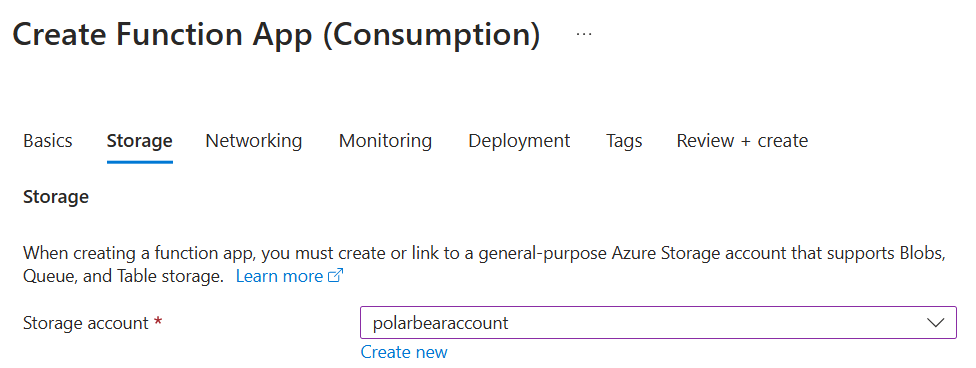 Create Function App (Consumption) ...
Basics Storage Networking Monitoring Deployment Tags Review + create
Storage
When creating a function app, you must create or link to a general-purpose Azure Storage account that supports Blobs,
Queue, and Table storage. Learn more
Storage account * polarbearaccount
Create new